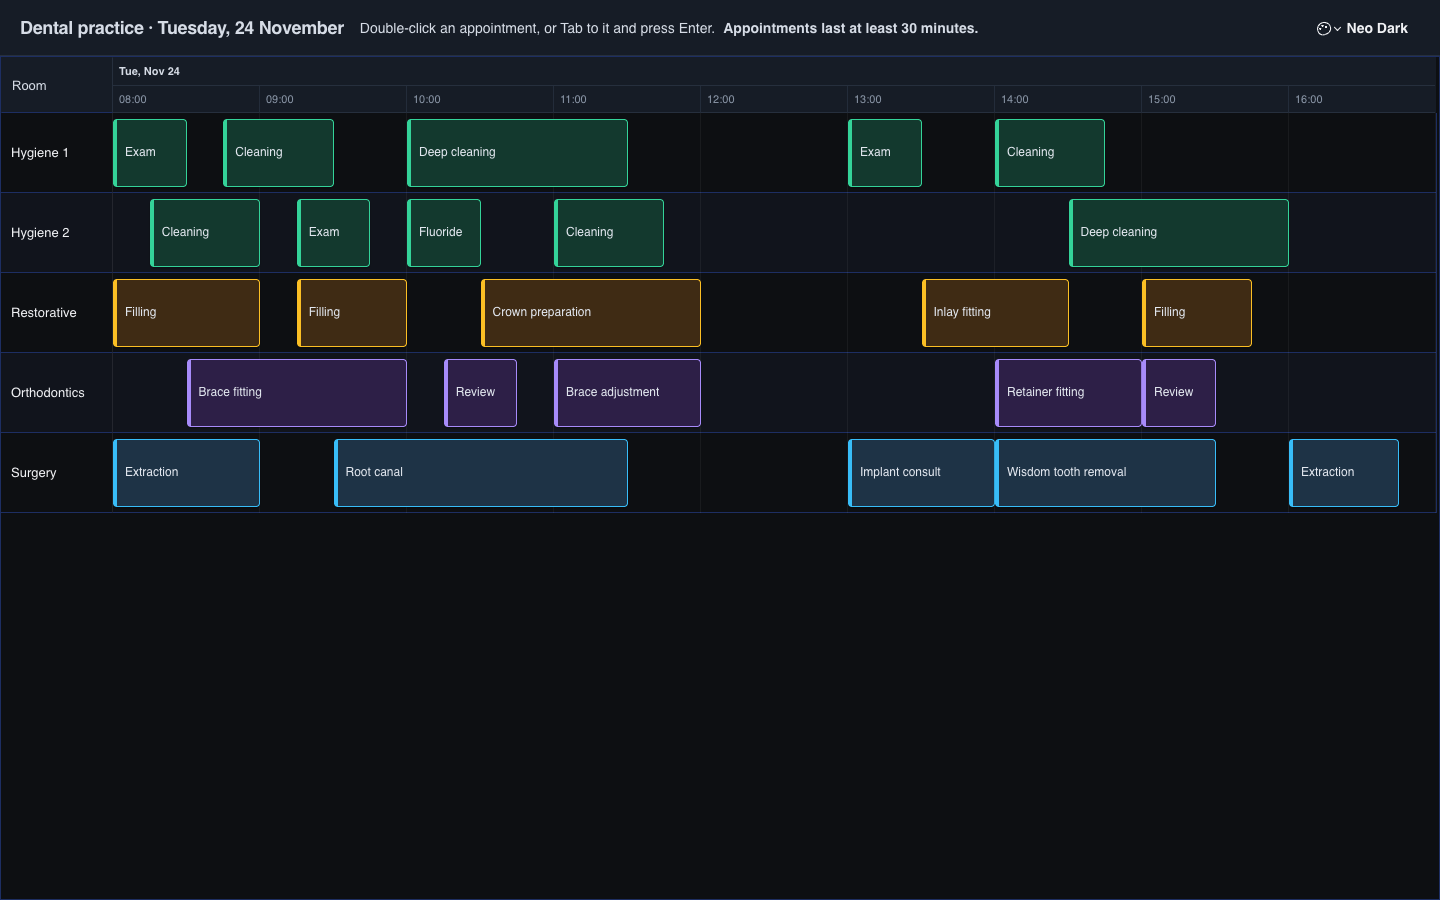 Dental practice · Tuesday, 24 November Double-click an appointment, or Tab to it and press Enter. Appointments last at least 30 minutes. Neo Dark
Room
Tue, Nov 24
08:00 09:00 10:00 11:00 12:00 13:00 14:00 15:00 16:00
Hygiene 1 Exam Cleaning Deep cleaning Exam Cleaning
Hygiene 2 Cleaning Exam Fluoride Cleaning Deep cleaning
Restorative Filling Filling Crown preparation Inlay fitting Filling
Orthodontics Brace fitting Review Brace adjustment Retainer fitting Review
Surgery Extraction Root canal Implant consult Wisdom tooth removal Extraction